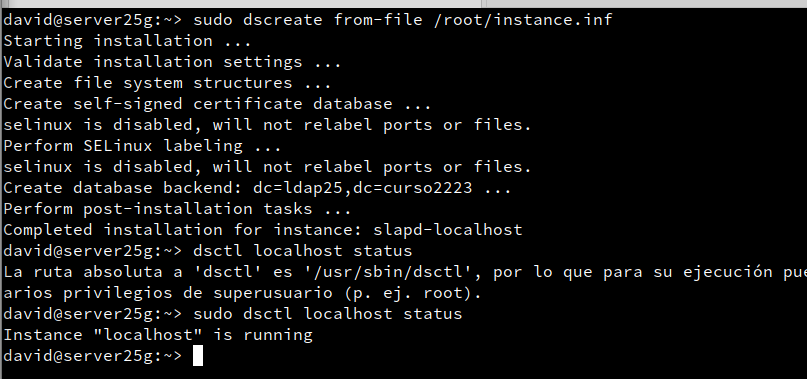 david@server25g:~> sudo dscreate from-file /root/instance.inf
Starting installation ...
Validate installation settings ...
Create file system structures ...
Create self-signed certificate database ...
selinux is disabled, will not relabel ports or files.
Perform SELinux labeling ...
selinux is disabled, will not relabel ports or files.
Create database backend: dc=ldap25,dc=curso2223 ...
Perform post-installation tasks ...
Completed installation for instance: slapd-localhost
david@server25g:~> dsctl localhost status
La ruta absoluta a 'dsctl' es '/usr/sbin/dsctl', por lo que para su ejecución pue
arios privilegios de superusuario (p. ej. root).
david@server25g:~> sudo dsctl localhost status
Instance "localhost" is running
david@server25g:~>